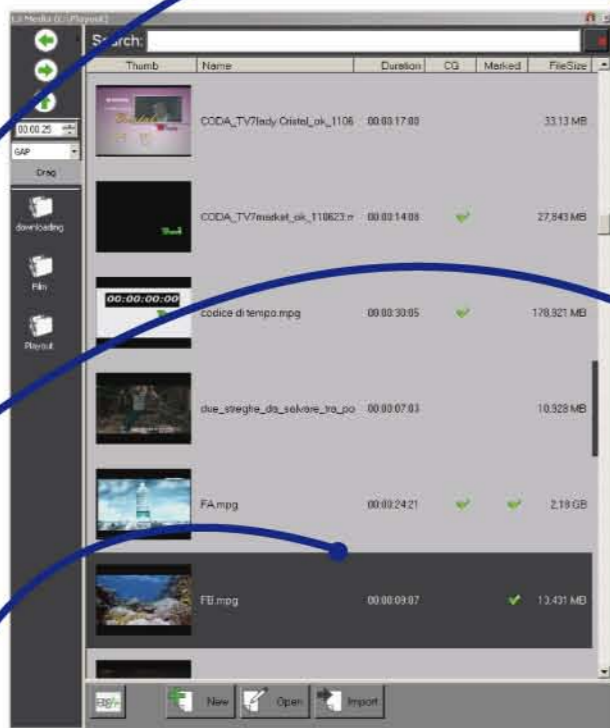 Search:
Thumb Name Duration CG Marked FileSize
CODA_TV7lady Cristal_ok_1106 00:00:17:00 33,13 MB
00:00:25
GAP
Drag
downloading
CODA_TV7market_ok_110623.m 00:00:14:08 27,843 MB
Film
00:00:00:00
codice di tempo.mpg 00:00:30:05 178,921 MB
Playout
due_streghe_da_salvare_tra_po 00:00:07:03 10,328 MB
FA.mpg 00:00:24:21 2,18 GB
FB.mpg 00:00:09:07 13,431 MB
New Open Import